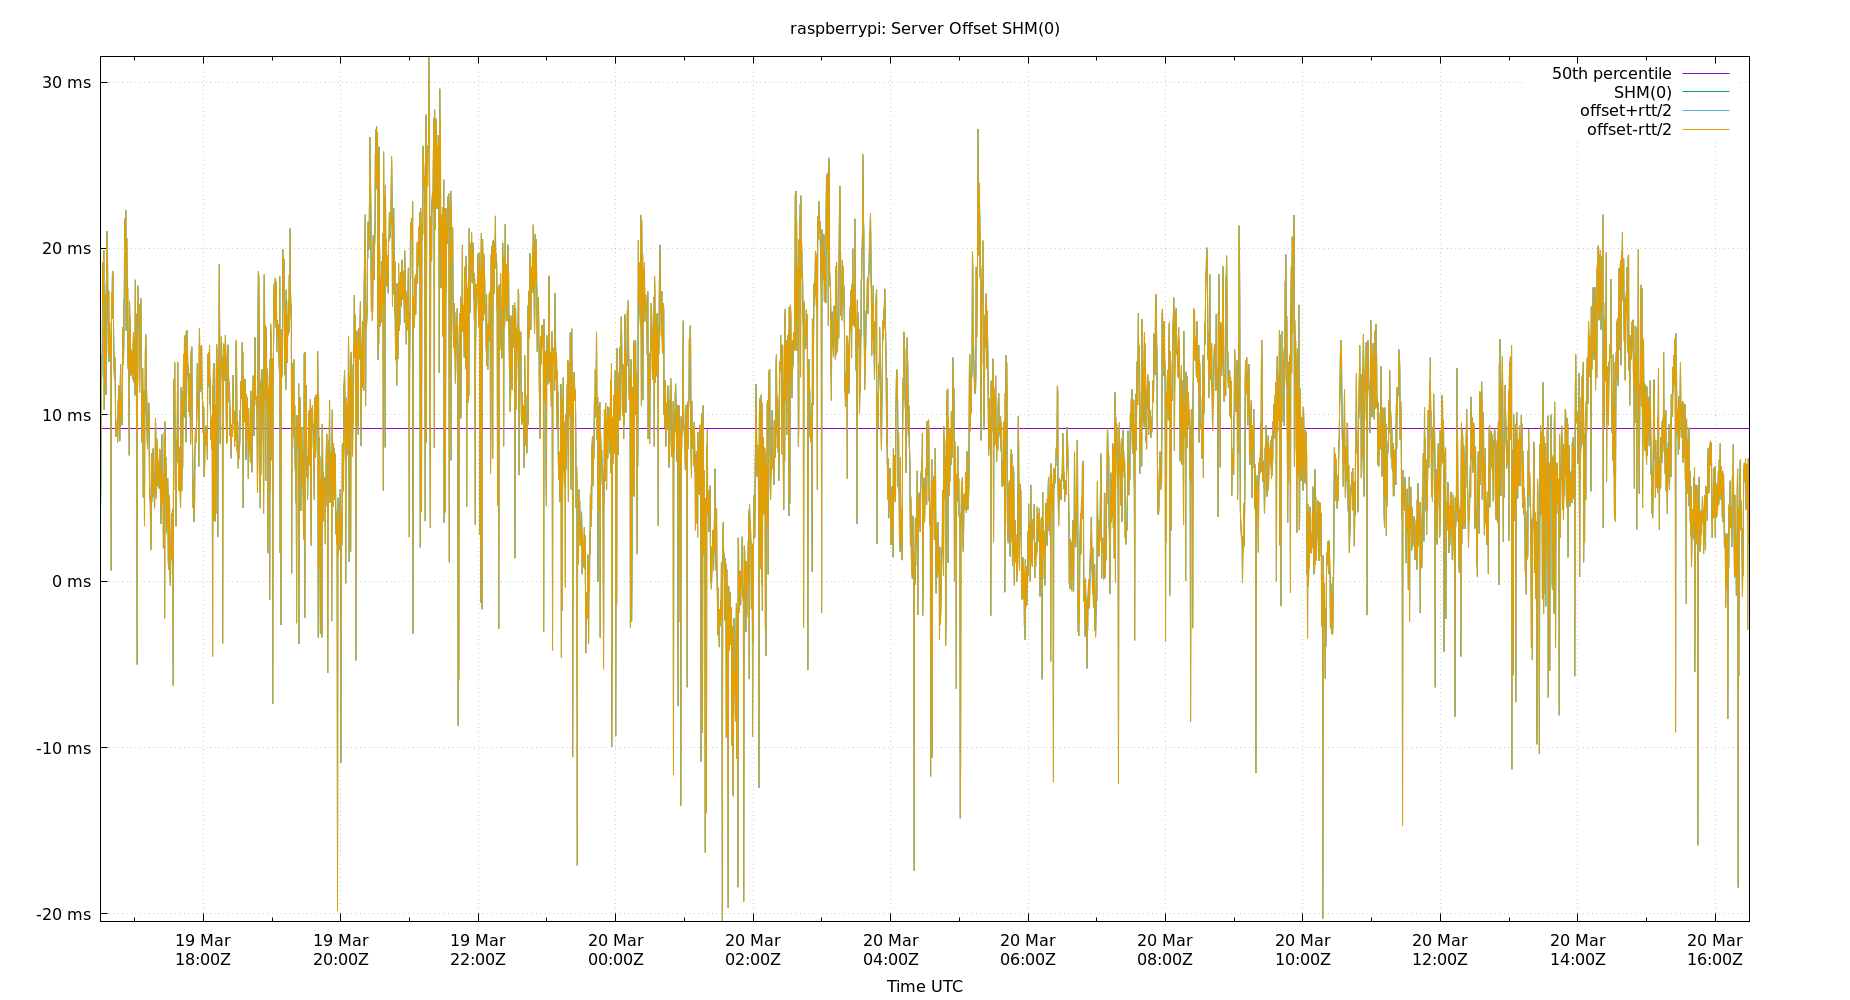 raspberrypi: Server Offset SHM(0)
50th percentile
SHM(0)
offset+rtt/2
offset-rtt/2
30 ms
20 ms
10 ms
0 ms
-10 ms
-20 ms
19 Mar 19 Mar 19 Mar 20 Mar 20 Mar 20 Mar 20 Mar 20 Mar 20 Mar 20 Mar 20 Mar 20 Mar
18:00Z 20:00Z 22:00Z 00:00Z 02:00Z 04:00Z 06:00Z 08:00Z 10:00Z 12:00Z 14:00Z 16:00Z
Time UTC